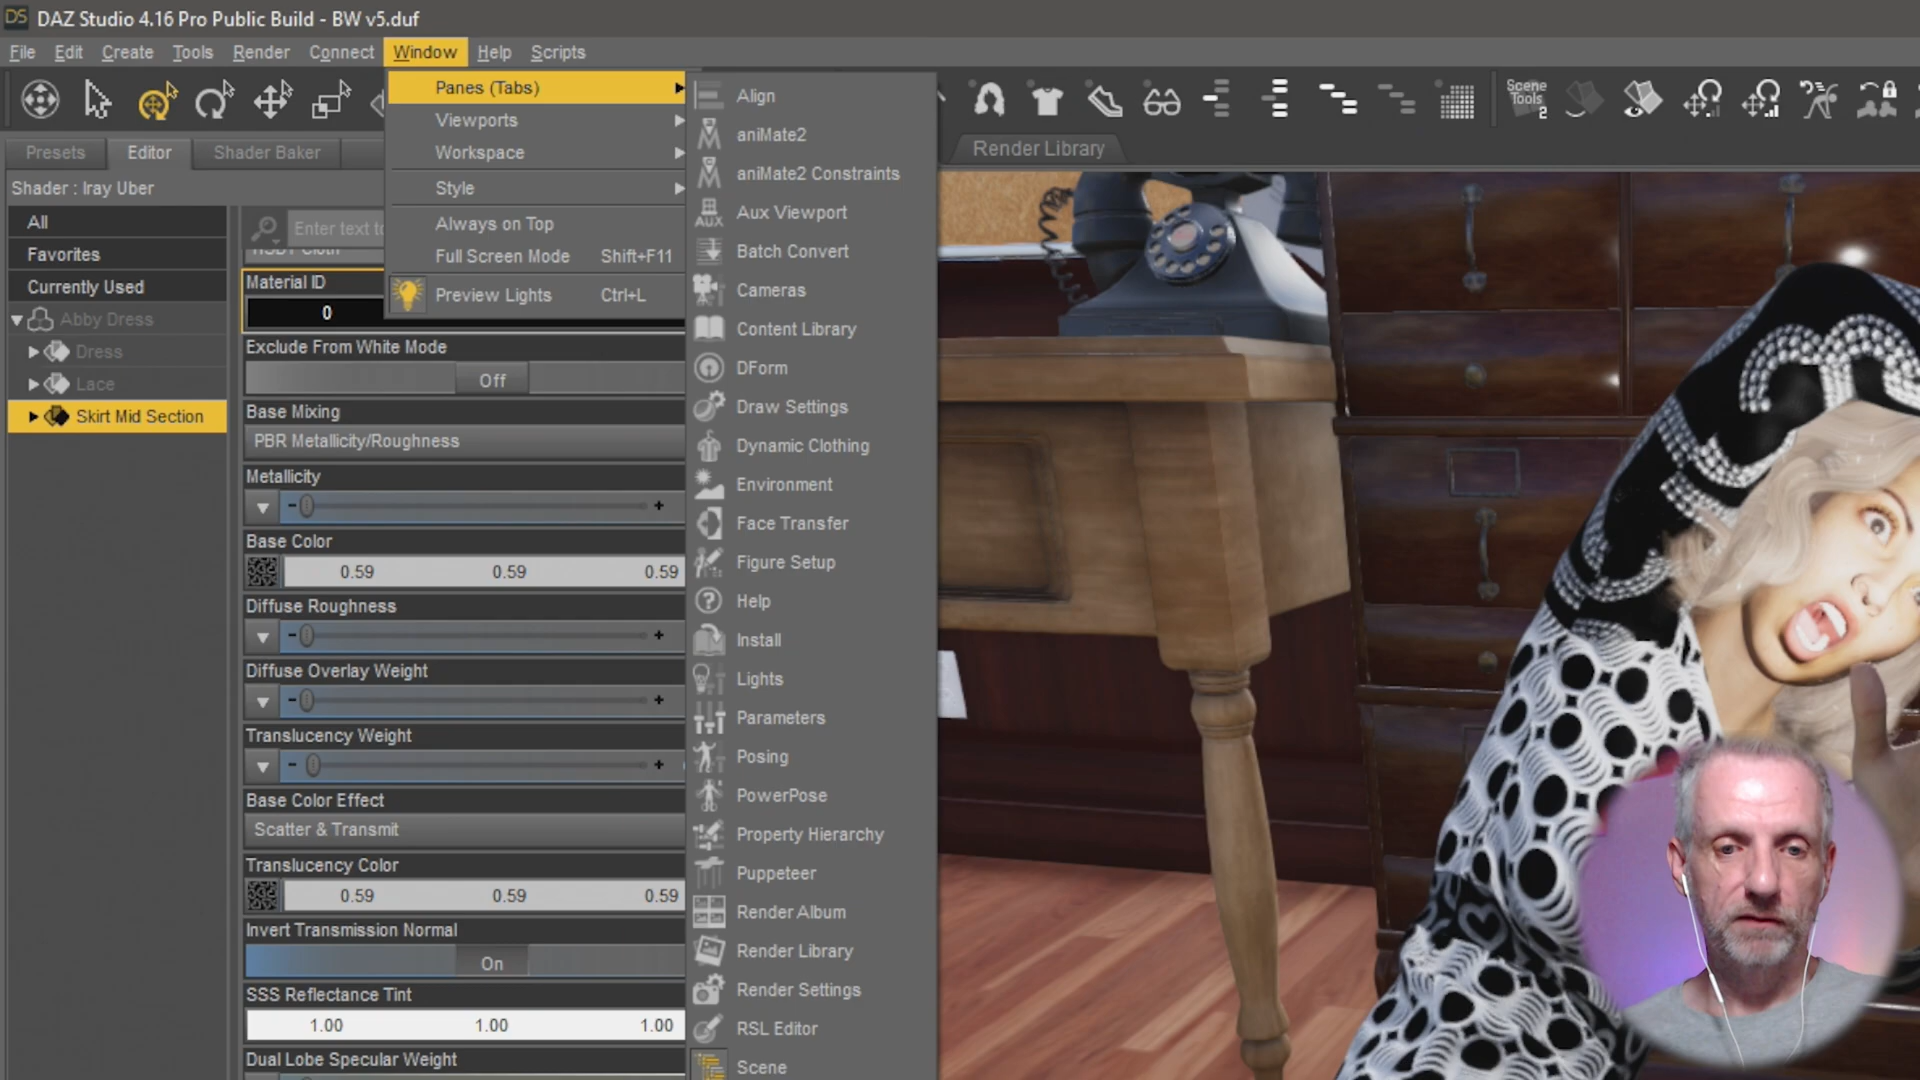 DS DAZ Studio 4.16 Pro Public Build - BW v5.duf
File Edit Create Tools Render Connect Window Help Scripts
Scene
Tools
2
Presets Editor Shader Baker
Render Library
Shader : Iray Uber
All
Favorites
Currently Used
Abby Dress
Dress
Lace
Skirt Mid Section
Enter text to
Material ID
0
Exclude From White Mode
Off
Base Mixing
PBR Metallicity/Roughness
Metallicity
Base Color
0.59 0.59 0.59
Diffuse Roughness
Diffuse Overlay Weight
Translucency Weight
Base Color Effect
Scatter & Transmit
Translucency Color
0.59 0.59 0.59
Invert Transmission Normal
On
SSS Reflectance Tint
1.00 1.00 1.00
Dual Lobe Specular Weight
Panes (Tabs)
Viewports
Workspace
Style
Always on Top
Full Screen Mode Shift+F11
Preview Lights Ctrl+L
Align
aniMate2
aniMate2 Constraints
AUX Aux Viewport
Batch Convert
Cameras
Content Library
DForm
Draw Settings
Dynamic Clothing
Environment
Face Transfer
Figure Setup
Help
Install
Lights
Parameters
Posing
PowerPose
Property Hierarchy
Puppeteer
Render Album
Render Library
Render Settings
RSL Editor
Scene